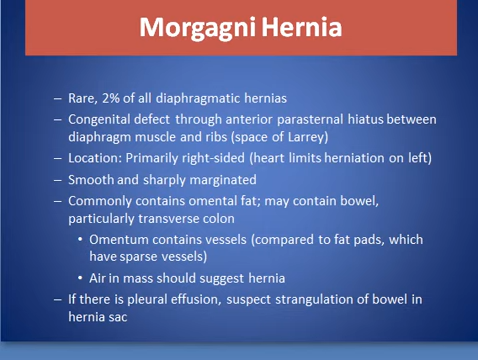 Morgagni Hernia
– Rare, 2% of all diaphragmatic hernias
– Congenital defect through anterior parasternal hiatus between
diaphragm muscle and ribs (space of Larrey)
– Location: Primarily right-sided (heart limits herniation on left)
– Smooth and sharply marginated
– Commonly contains omental fat; may contain bowel,
particularly transverse colon
• Omentum contains vessels (compared to fat pads, which
have sparse vessels)
• Air in mass should suggest hernia
– If there is pleural effusion, suspect strangulation of bowel in
hernia sac